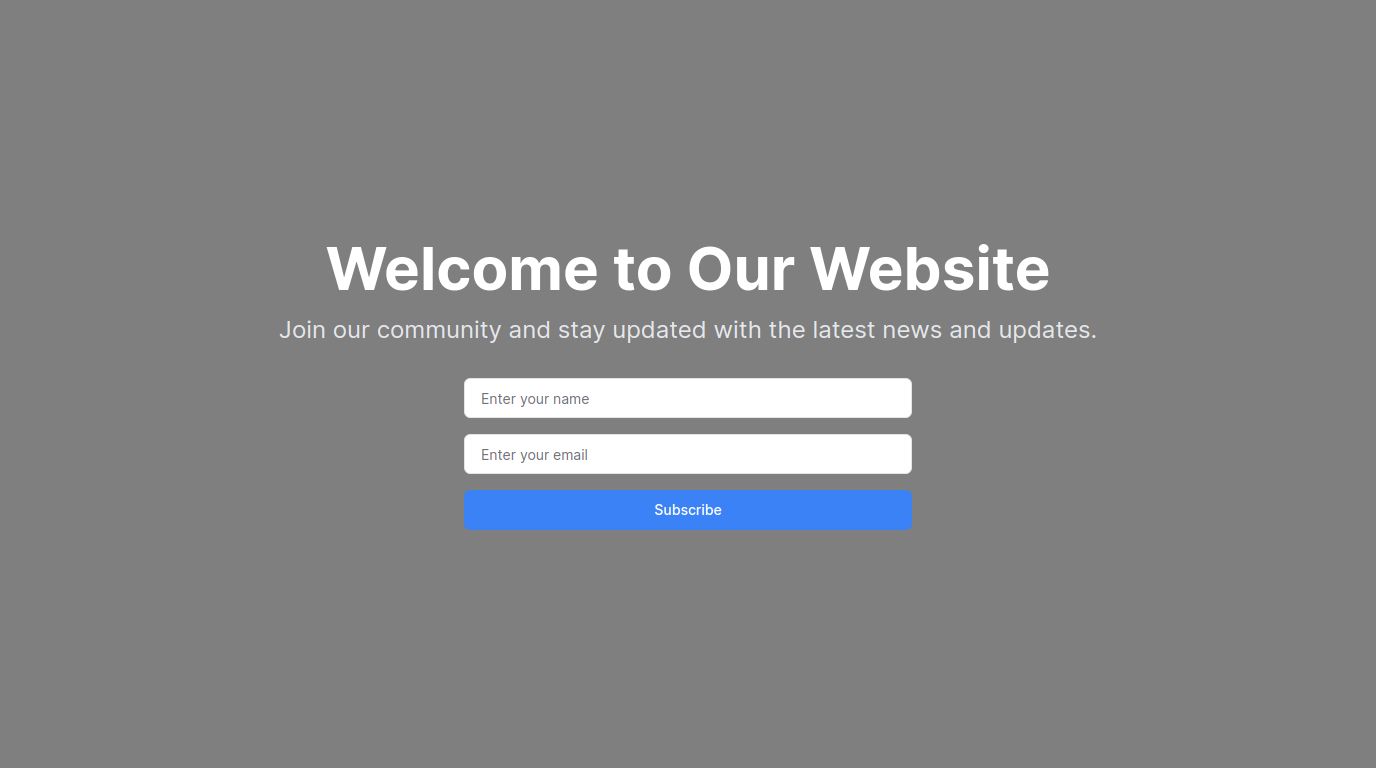 Welcome to Our Website
Join our community and stay updated with the latest news and updates.
Enter your name
Enter your email
Subscribe